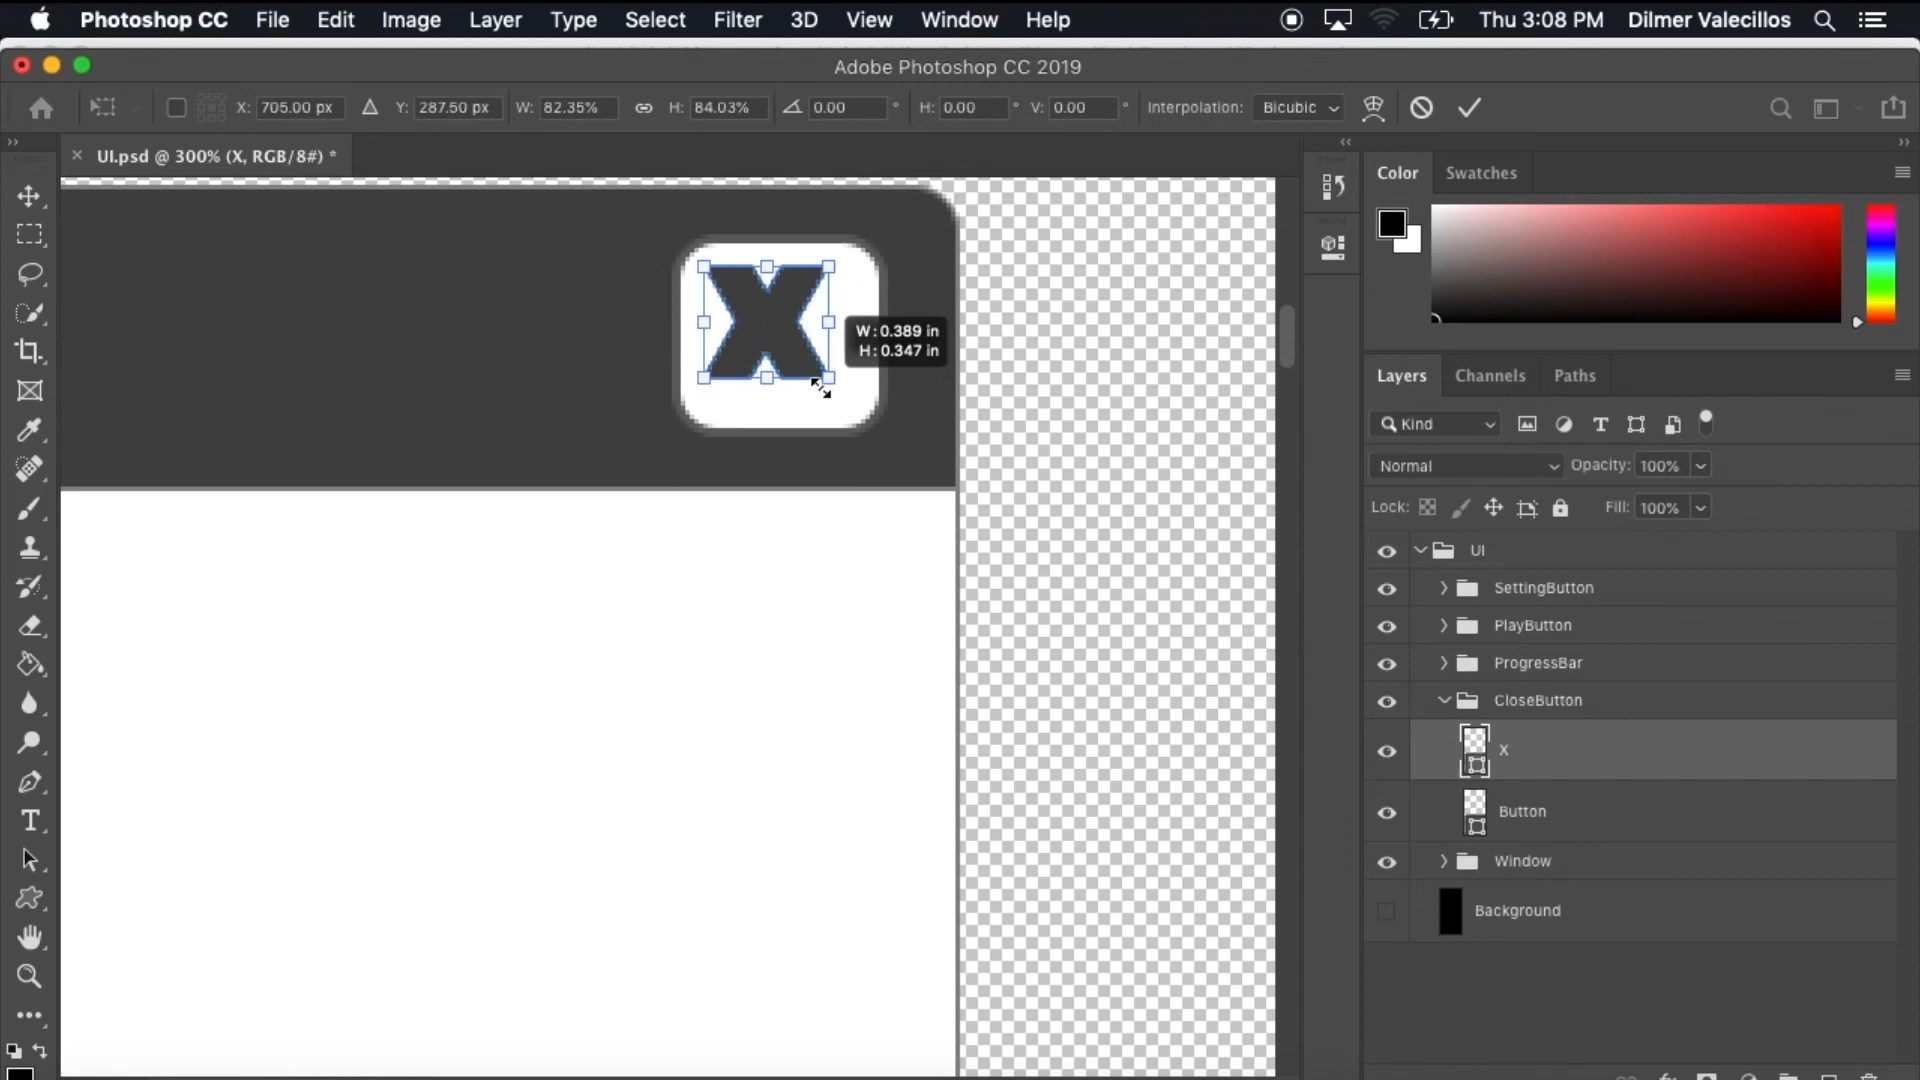 Photoshop CC File Edit Image Layer Type Select Filter 3D View Window Help Thu 3:08 PM Dilmer Valecillos
Adobe Photoshop CC 2019
X: 705.00 px Y: 287.50 px W: 82.35% H: 84.03% 0.00 ° H: 0.00 ° V: 0.00 ° Interpolation: Bicubic
UI.psd @ 300% (X, RGB/8#) *
Color Swatches
X
W: 0.389 in
H: 0.347 in
Layers Channels Paths
Kind
Normal Opacity: 100%
Lock: Fill: 100%
UI
SettingButton
PlayButton
ProgressBar
CloseButton
X
Button
Window
Background